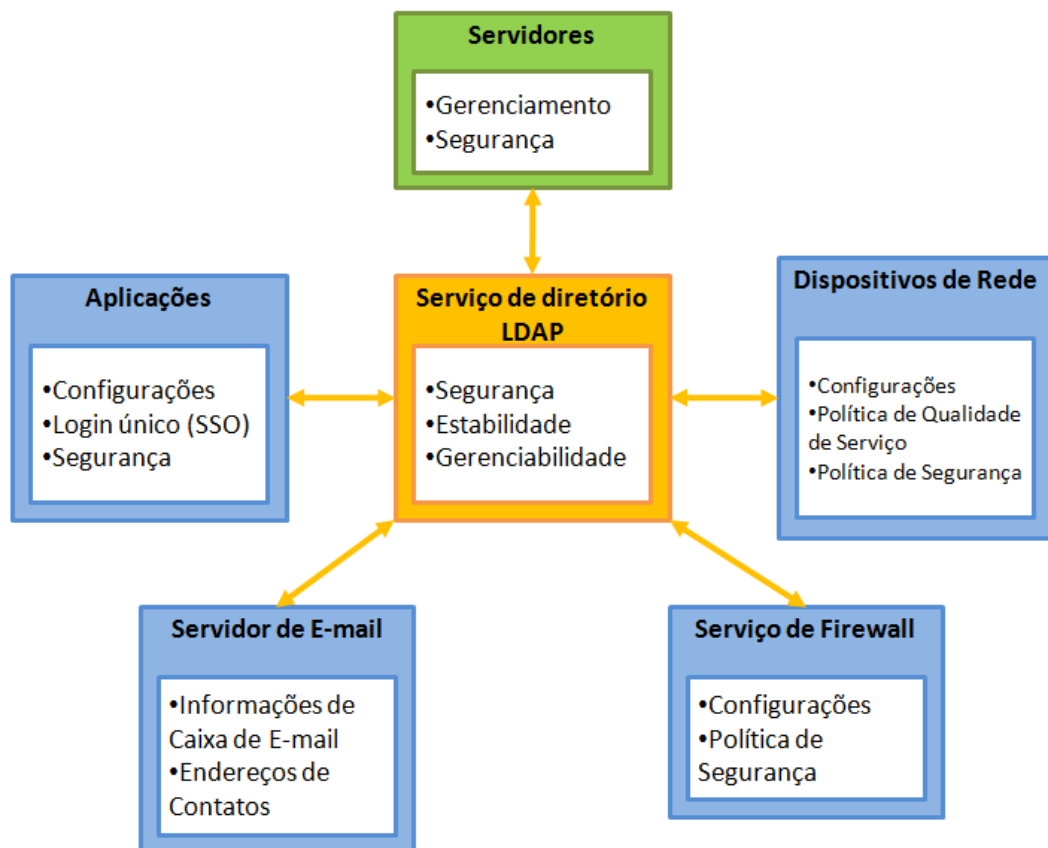 Servidores
•Gerenciamento
•Segurança
Aplicações
•Configurações
•Login único (SSO)
•Segurança
Serviço de diretório
LDAP
•Segurança
•Estabilidade
•Gerenciabilidade
Dispositivos de Rede
•Configurações
•Política de Qualidade
de Serviço
•Política de Segurança
Servidor de E-mail
•Informações de
Caixa de E-mail
•Endereços de
Contatos
Serviço de Firewall
•Configurações
•Política de
Segurança